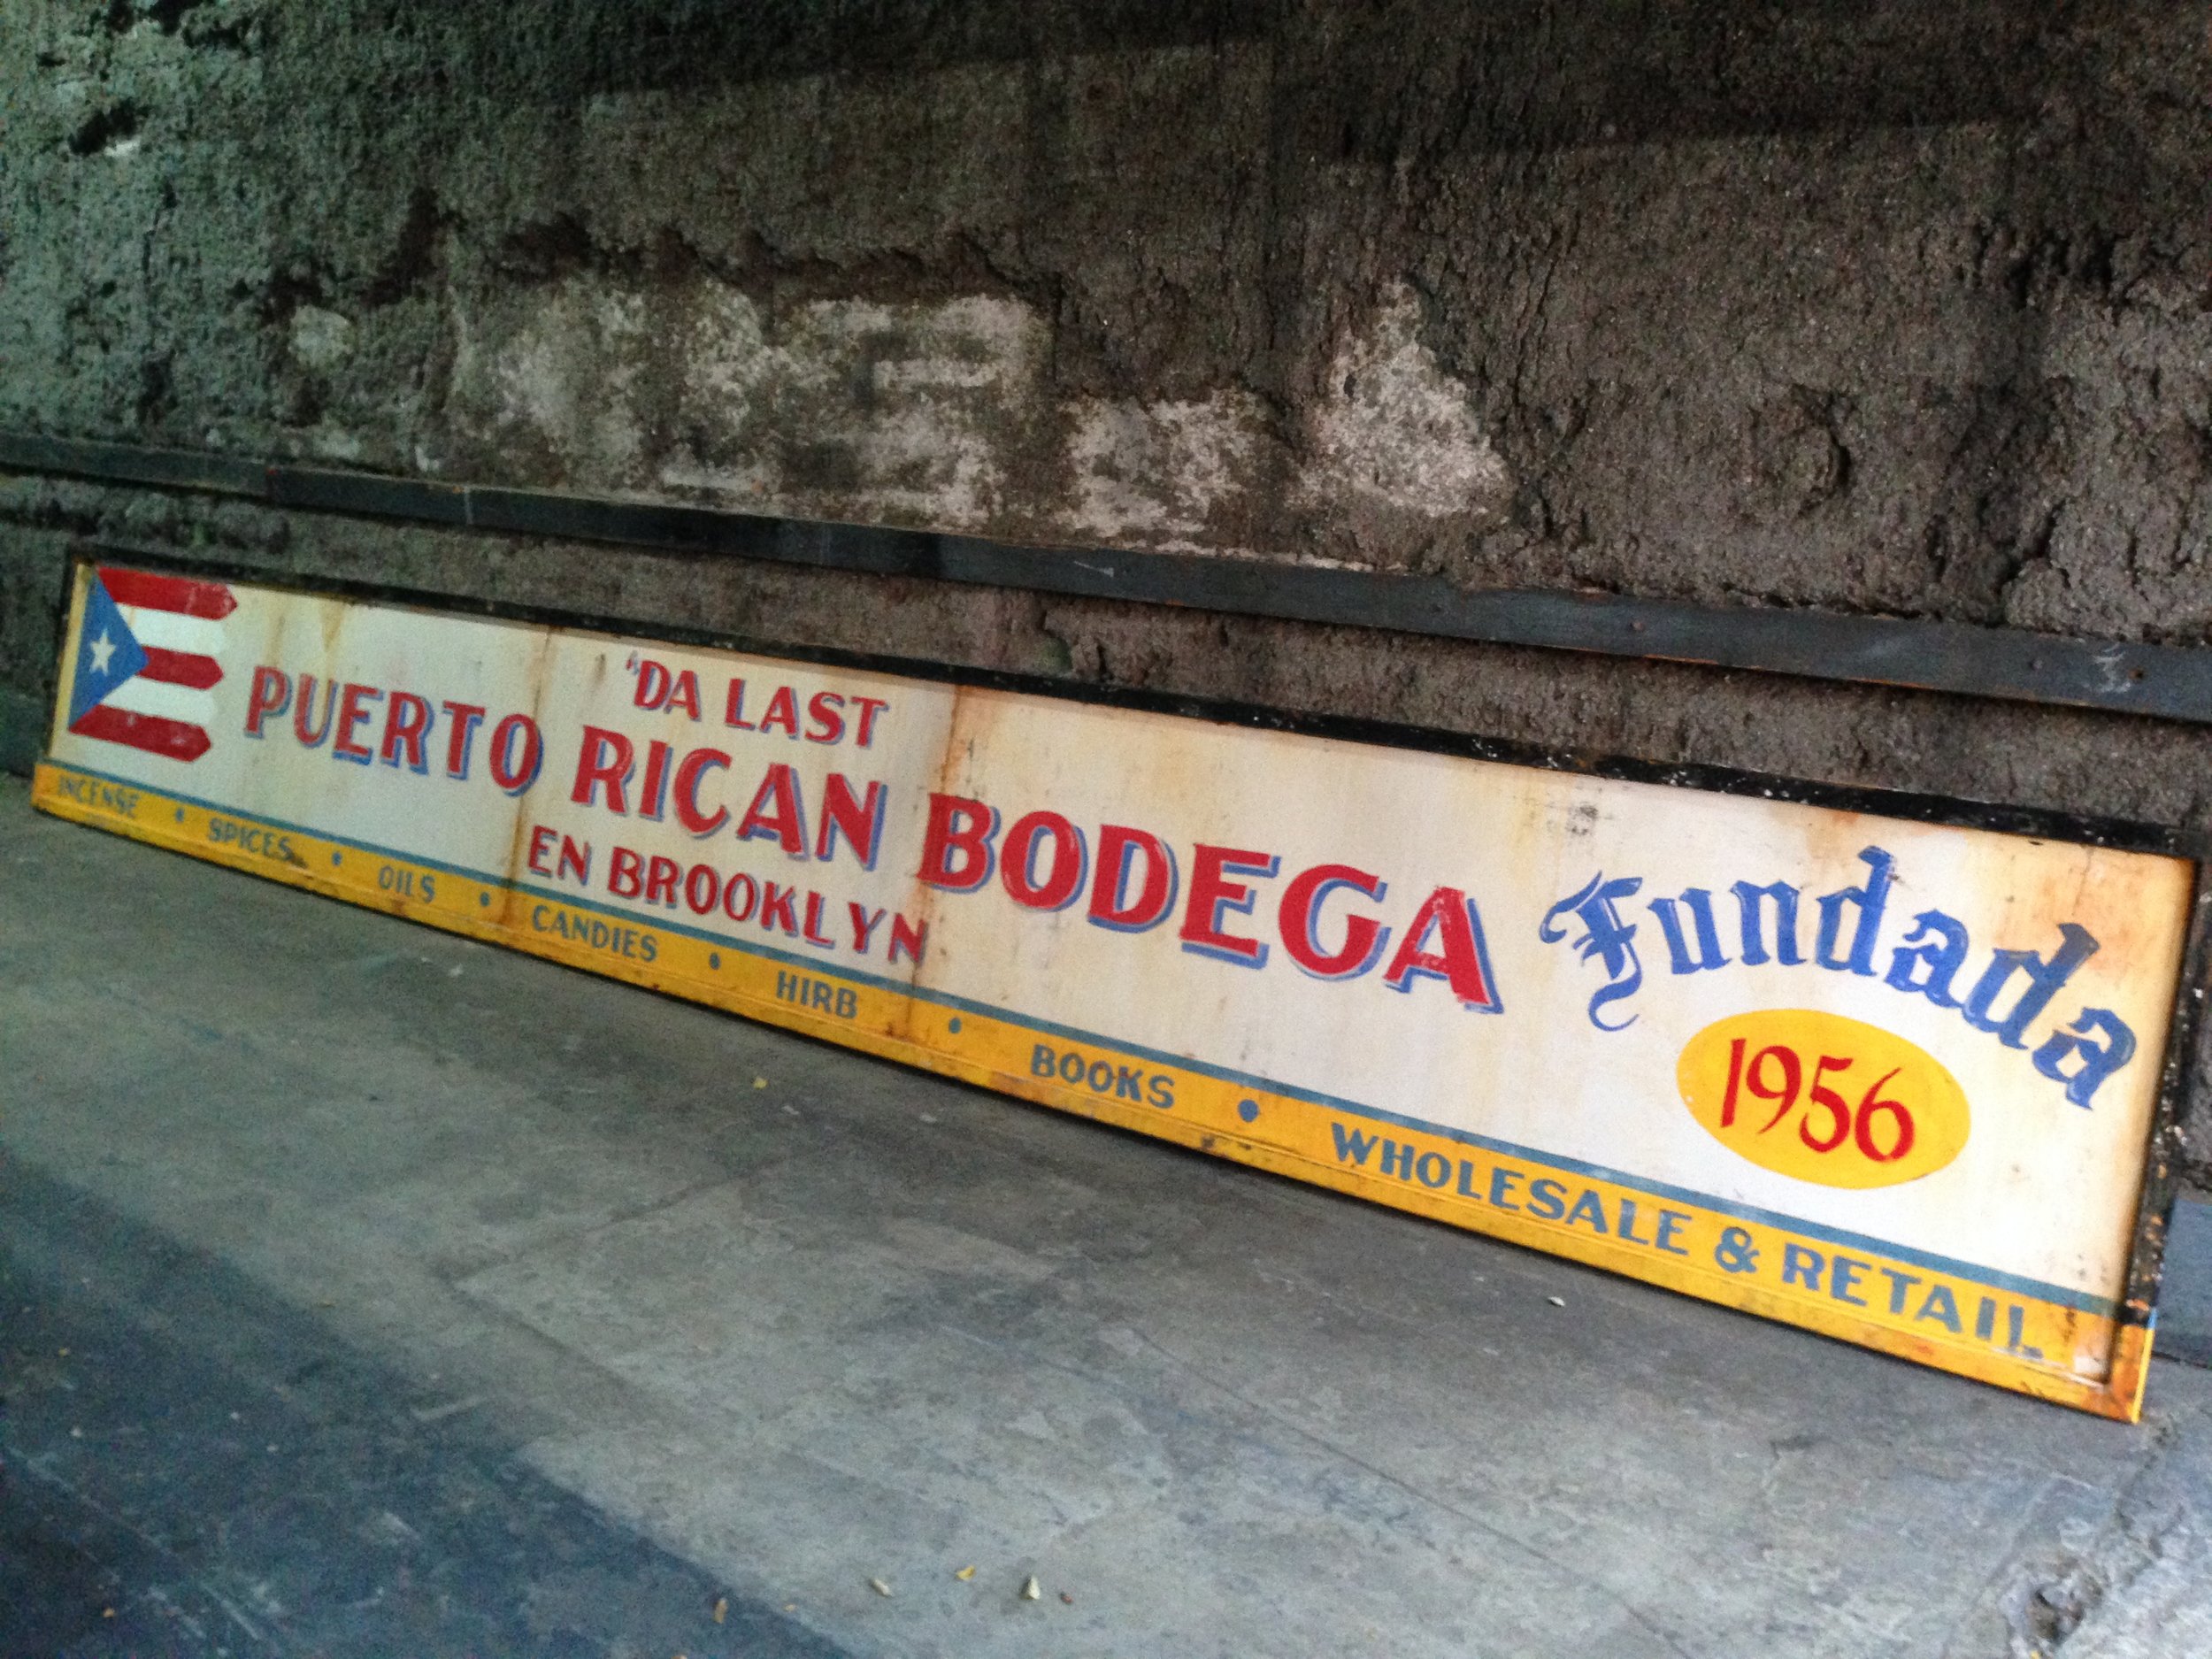 "DA LAST
PUERTO RICAN BODEGA
EN BROOKLYN
Fundada
1956
INCENSE • SPICES • OILS • CANDIES • HIRB • BOOKS • WHOLESALE & RETAIL